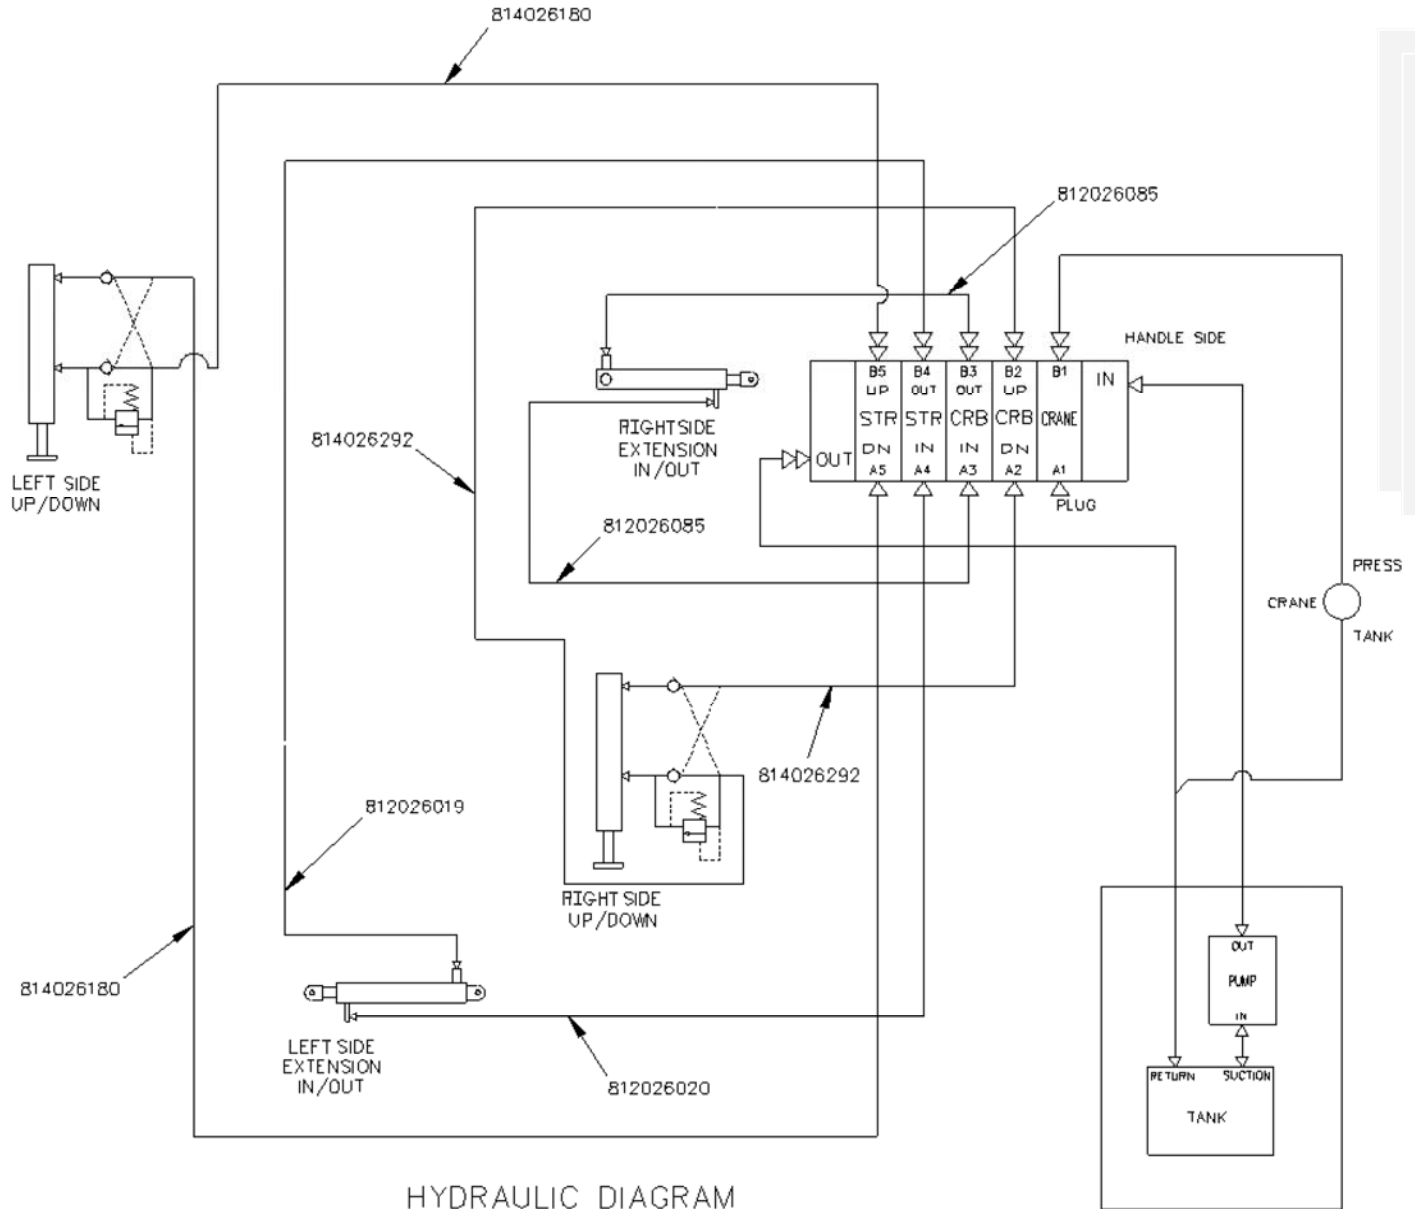 814026180
812026085
HANDLE SIDE
B5
B4
B3
B2
B1
IN
UP
OUT
OUT
UP
STR
STR
CRB
CRB
CRANE
OUT
DN
IN
IN
DN
A5
A4
A3
A2
A1
PLUG
RIGHT SIDE
EXTENSION
IN/OUT
814026292
LEFT SIDE
UP/DOWN
812026085
PRESS
CRANE
TANK
814026292
812026019
RIGHT SIDE
UP/DOWN
814026180
LEFT SIDE
EXTENSION
IN/OUT
812026020
OUT
PUMP
IN
RETURN
SUCTION
TANK
HYDRAULIC DIAGRAM